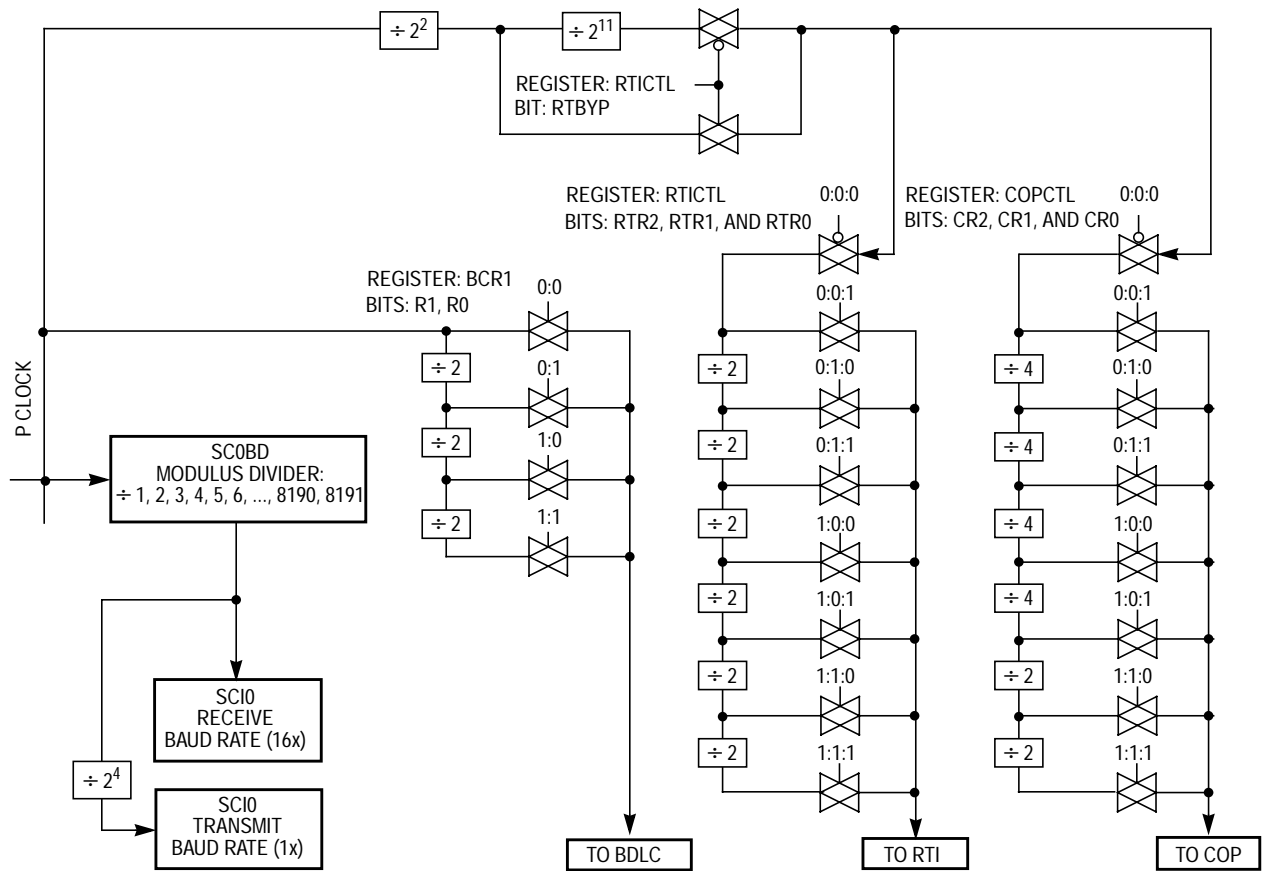 ÷ 2²
÷ 2¹¹
REGISTER: RTICTL
BIT: RTBYP
REGISTER: RTICTL
BITS: RTR2, RTR1, AND RTR0
0:0:0
REGISTER: COPCTL
BITS: CR2, CR1, AND CR0
0:0:0
REGISTER: BCR1
BITS: R1, R0
0:0
0:1
1:0
1:1
÷ 2
÷ 2
÷ 2
0:0:1
0:1:0
0:1:1
1:0:0
1:0:1
1:1:0
1:1:1
÷ 2
÷ 2
÷ 2
÷ 2
÷ 2
÷ 2
0:0:1
0:1:0
0:1:1
1:0:0
1:0:1
1:1:0
1:1:1
÷ 4
÷ 4
÷ 4
÷ 4
÷ 2
÷ 2
P CLOCK
SC0BD
MODULUS DIVIDER:
÷ 1, 2, 3, 4, 5, 6, ..., 8190, 8191
SCI0
RECEIVE
BAUD RATE (16x)
÷ 2⁴
SCI0
TRANSMIT
BAUD RATE (1x)
TO BDLC
TO RTI
TO COP